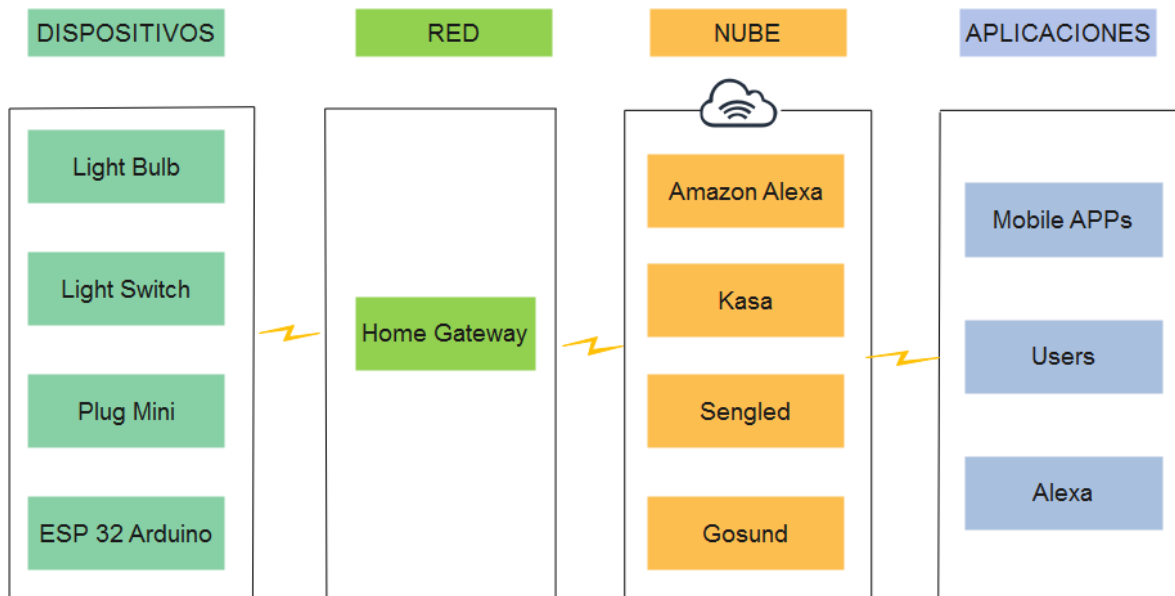 DISPOSITIVOS
RED
NUBE
APLICACIONES
Light Bulb
Light Switch
Plug Mini
ESP 32 Arduino
Home Gateway
Amazon Alexa
Kasa
Sengled
Gosund
Mobile APPs
Users
Alexa